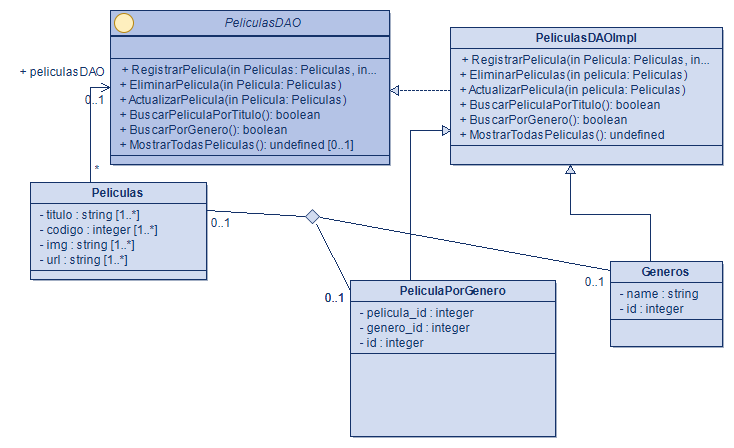 PeliculasDAO
+ RegistrarPelicula(in Peliculas: Peliculas, in...
+ EliminarPelicula(in Pelicula: Peliculas)
+ ActualizarPelicula(in Pelicula: Peliculas)
+ BuscarPeliculaPorTitulo(): boolean
+ BuscarPorGenero(): boolean
+ MostrarTodasPeliculas(): undefined [0..1]
PeliculasDAOImpl
+ RegistrarPelicula(in Pelicula: Peliculas, in...
+ EliminarPeliculas(in pelicula: Peliculas)
+ ActualizarPelicula(in pelicula: Peliculas)
+ BuscarPeliculaPorTitulo(): boolean
+ BuscarPorGenero(): boolean
+ MostrarTodasPeliculas(): undefined
+ peliculasDAO
0..1
*
Peliculas
- titulo : string [1..*]
- codigo : integer [1..*]
- img : string [1..*]
- url : string [1..*]
0..1
0..1
0..1
PeliculaPorGenero
- pelicula_id : integer
- genero_id : integer
- id : integer
Generos
- name : string
- id : integer